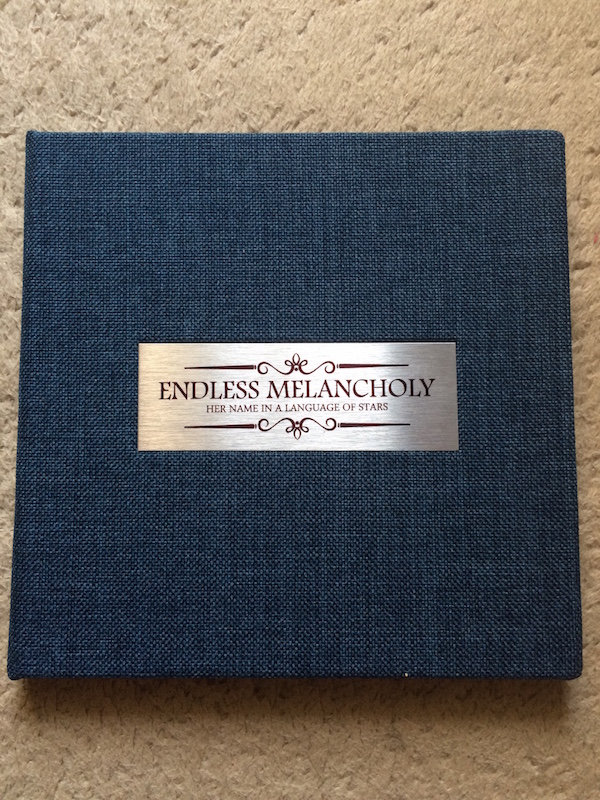 ENDLESS MELANCHOLY
HER NAME IN A LANGUAGE OF STARS